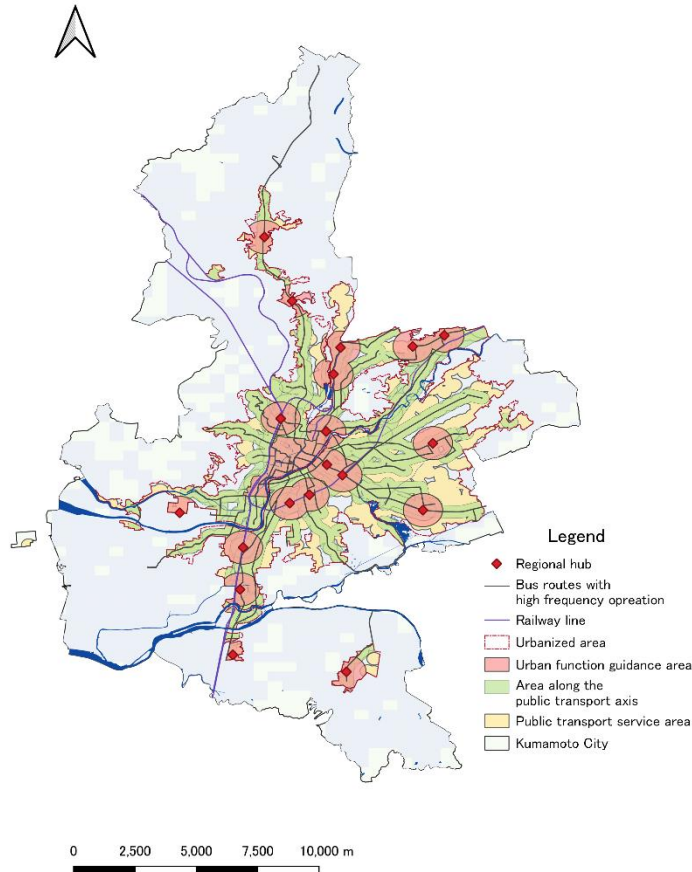 Legend
Regional hub
Bus routes with
high frequency opreation
Railway line
Urbanized area
Urban function guidance area
Area along the
public transport axis
Public transport service area
Kumamoto City
0 2,500 5,000 7,500 10,000 m